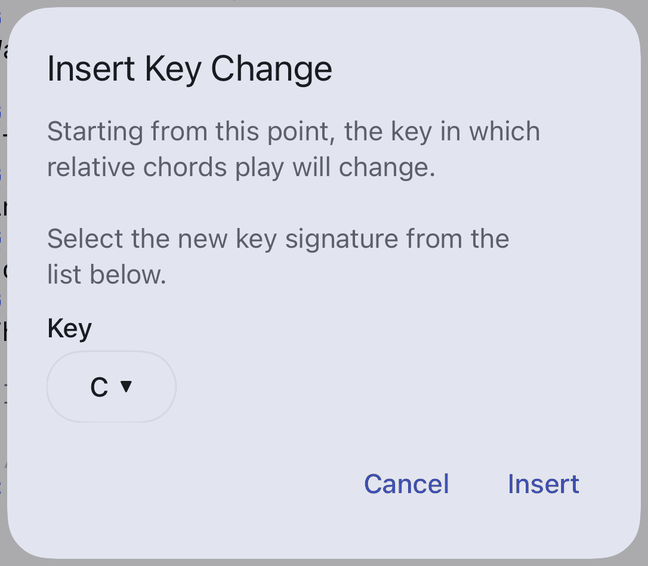 Insert Key Change
Starting from this point, the key in which
relative chords play will change.
Select the new key signature from the
list below.
Key
C ▼
Cancel
Insert